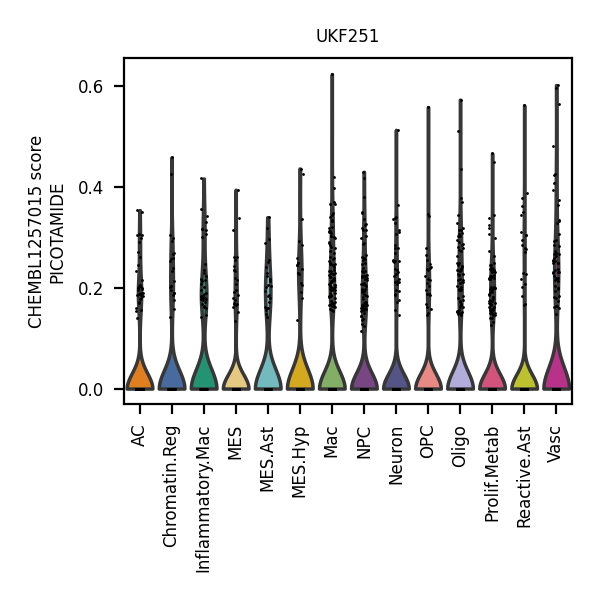 UKF251
CHEMBL1257015 score
PICOTAMIDE
0.6
0.4
0.2
0.0
AC
Chromatin.Reg
Inflammatory.Mac
MES
MES.Ast
MES.Hyp
Mac
NPC
Neuron
OPC
Oligo
Prolif.Metab
Reactive.Ast
Vasc